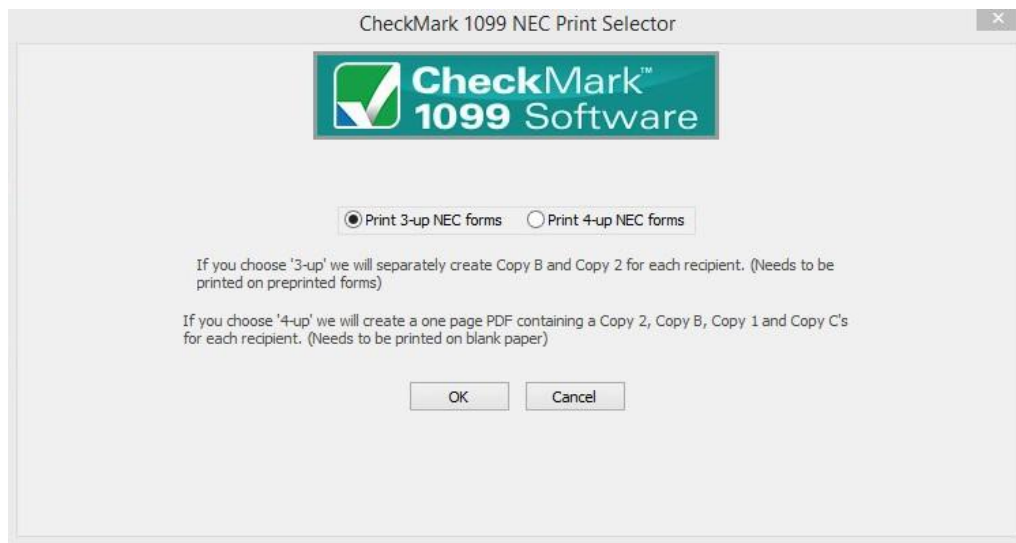 CheckMark 1099 NEC Print Selector
CheckMark™
1099 Software
Print 3-up NEC forms Print 4-up NEC forms
If you choose '3-up' we will separately create Copy B and Copy 2 for each recipient. (Needs to be
printed on preprinted forms)
If you choose '4-up' we will create a one page PDF containing a Copy 2, Copy B, Copy 1 and Copy C's
for each recipient. (Needs to be printed on blank paper)
OK Cancel